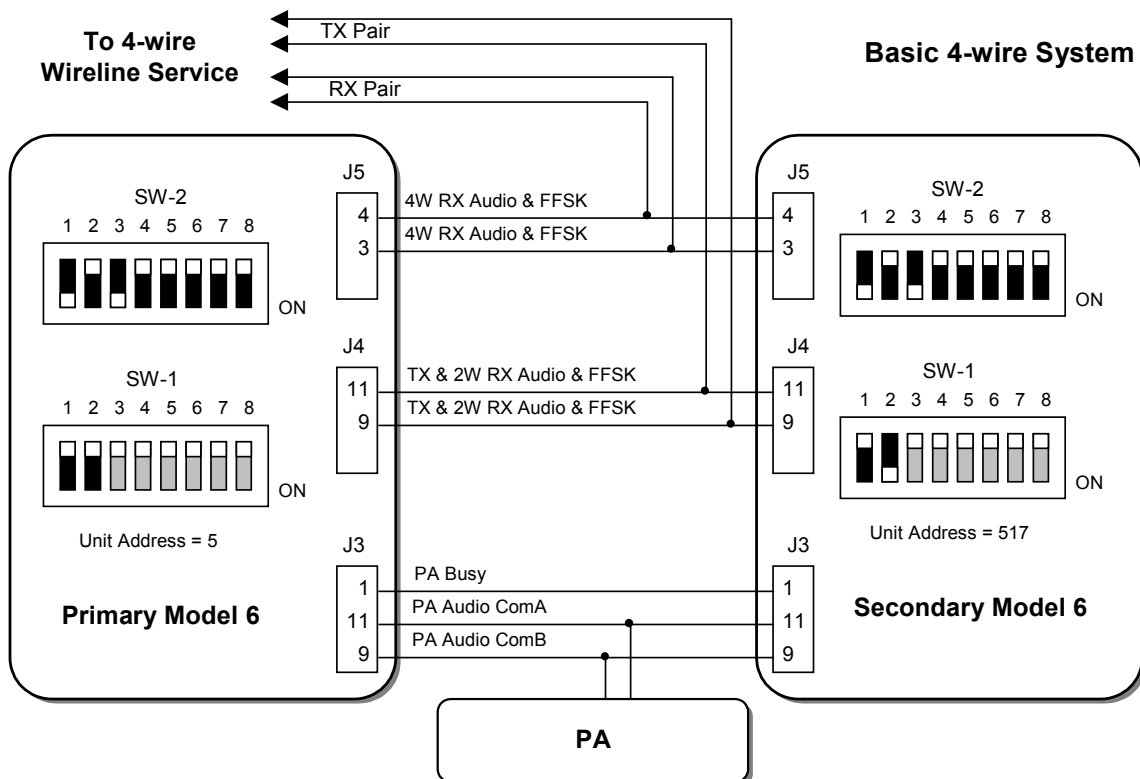 To 4-wire
Wireline Service
TX Pair
RX Pair
Basic 4-wire System
SW-2
1 2 3 4 5 6 7 8
ON
SW-1
1 2 3 4 5 6 7 8
ON
Unit Address = 5
Primary Model 6
J5
4
3
J4
11
9
J3
1
11
9
4W RX Audio & FFSK
4W RX Audio & FFSK
TX & 2W RX Audio & FFSK
TX & 2W RX Audio & FFSK
PA Busy
PA Audio ComA
PA Audio ComB
J5
4
3
J4
11
9
J3
1
11
9
SW-2
1 2 3 4 5 6 7 8
ON
SW-1
1 2 3 4 5 6 7 8
ON
Unit Address = 517
Secondary Model 6
PA